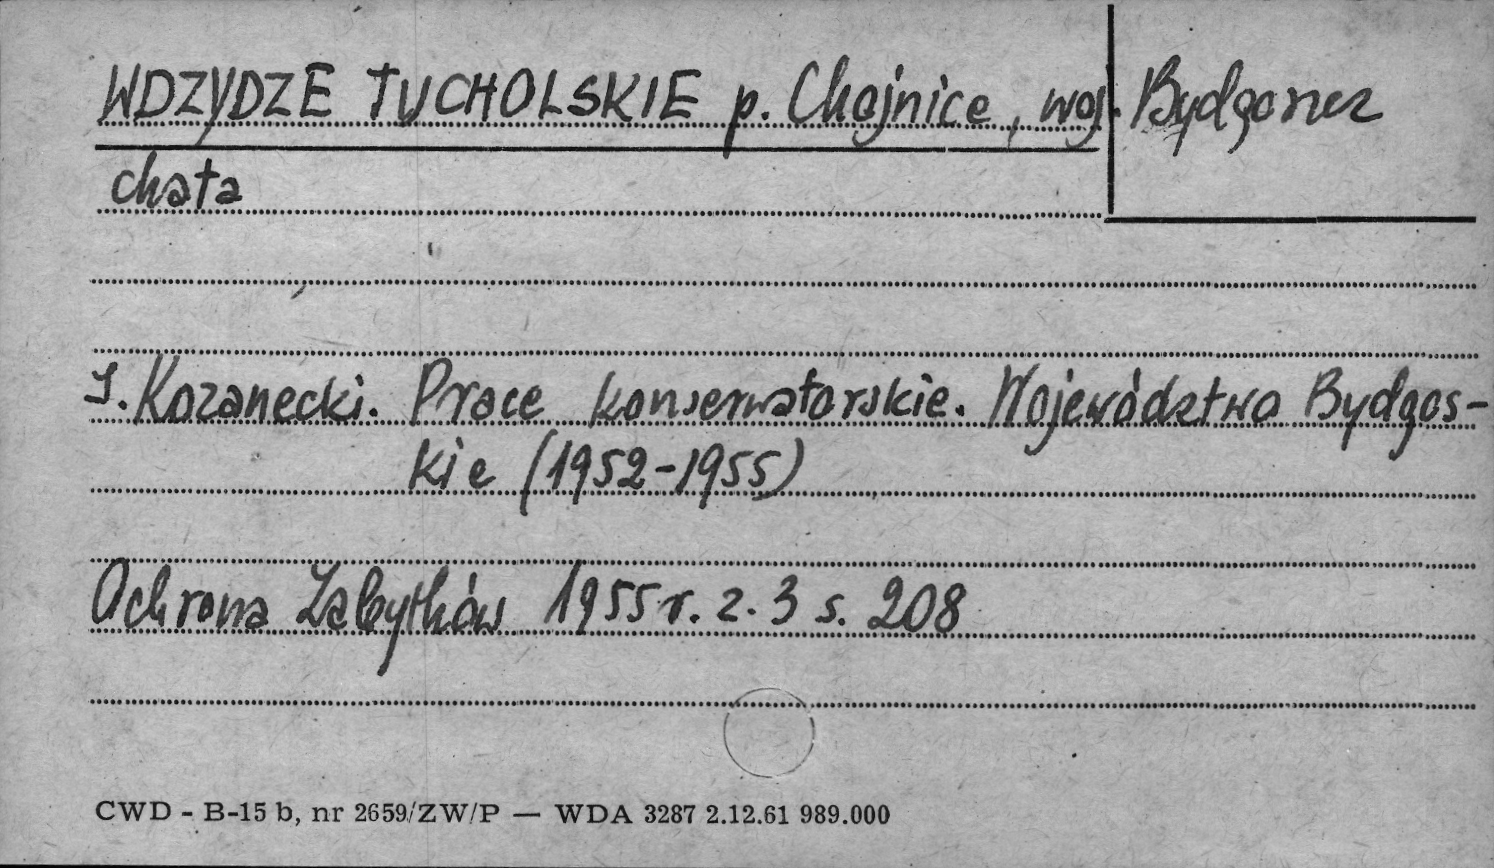 WDZYDZE TUCHOLSKIE p. Chojnice, woj. Bydgoszcz
chata
J. Kozanecki. Prace konserwatorskie. Województwo Bydgos-
kie (1952-1955)
Ochrona Zabytków 1955 r. z. 3 s. 208
CWD - B-15 b, nr 2659/ZW/P — WDA 3287 2.12.61 989.000